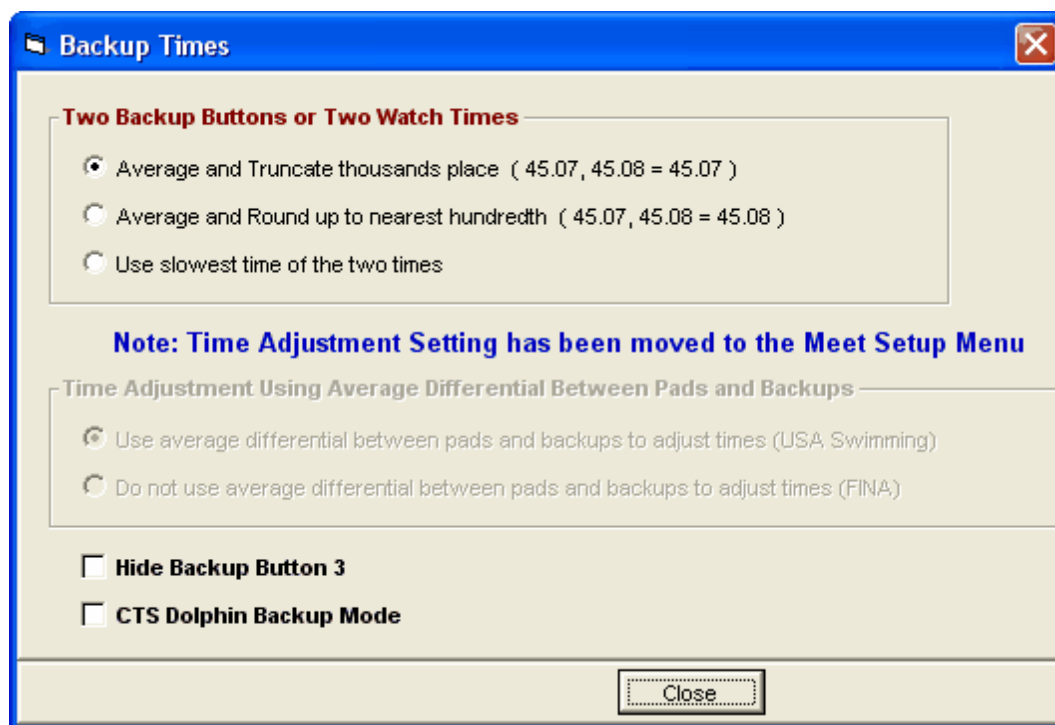 Backup Times
Two Backup Buttons or Two Watch Times
Average and Truncate thousands place ( 45.07, 45.08 = 45.07 )
Average and Round up to nearest hundredth ( 45.07, 45.08 = 45.08 )
Use slowest time of the two times
Note: Time Adjustment Setting has been moved to the Meet Setup Menu
Time Adjustment Using Average Differential Between Pads and Backups
Use average differential between pads and backups to adjust times (USA Swimming)
Do not use average differential between pads and backups to adjust times (FINA)
Hide Backup Button 3
CTS Dolphin Backup Mode
Close